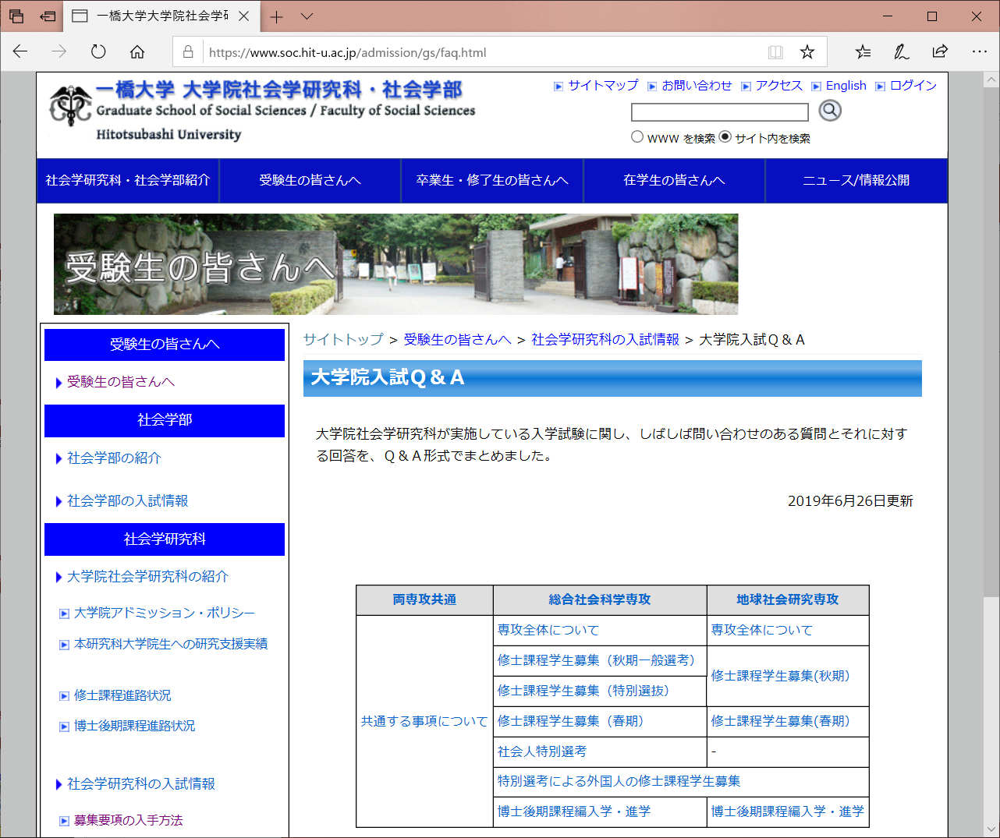 一橋大学大学院社会学研
https://www.soc.hit-u.ac.jp/admission/gs/faq.html
一橋大学 大学院社会学研究科・社会学部
Graduate School of Social Sciences / Faculty of Social Sciences
Hitotsubashi University
サイトマップ お問い合わせ アクセス English ログイン
WWW を検索 サイト内を検索
社会学研究科・社会学部紹介 受験生の皆さんへ 卒業生・修了生の皆さんへ 在学生の皆さんへ ニュース/情報公開
受験生の皆さんへ
受験生の皆さんへ
受験生の皆さんへ
社会学部
社会学部の紹介
社会学部の入試情報
社会学研究科
大学院社会学研究科の紹介
大学院アドミッション・ポリシー
本研究科大学院生への研究支援実績
修士課程進路状況
博士後期課程進路状況
社会学研究科の入試情報
募集要項の入手方法
サイトトップ > 受験生の皆さんへ > 社会学研究科の入試情報 > 大学院入試Ｑ＆Ａ
大学院入試Ｑ＆Ａ
大学院社会学研究科が実施している入学試験に関し、しばしば問い合わせのある質問とそれに対す
る回答を、Ｑ＆Ａ形式でまとめました。
2019年6月26日更新
両専攻共通 総合社会科学専攻 地球社会研究専攻
専攻全体について 専攻全体について
修士課程学生募集（秋期一般選考）
修士課程学生募集(秋期）
修士課程学生募集（特別選抜）
共通する事項について 修士課程学生募集（春期） 修士課程学生募集(春期）
社会人特別選考 -
特別選考による外国人の修士課程学生募集
博士後期課程編入学・進学 博士後期課程編入学・進学